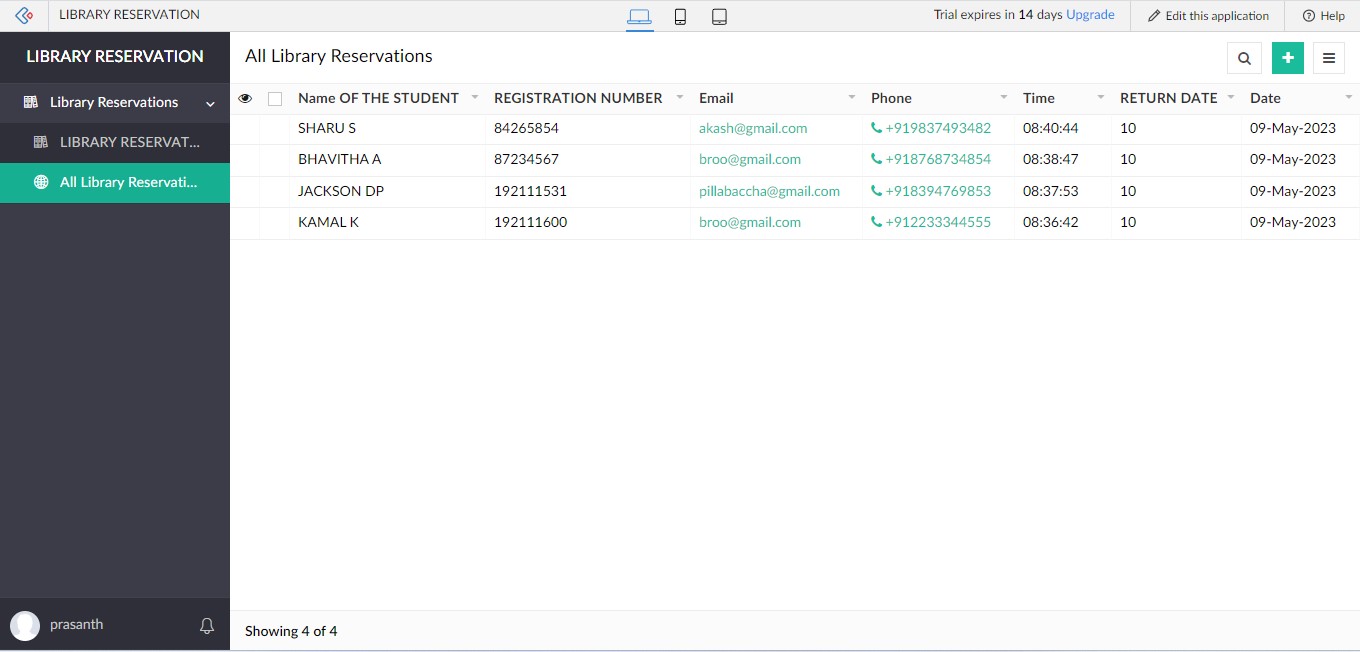 LIBRARY RESERVATION
Trial expires in 14 days Upgrade
Edit this application
Help
LIBRARY RESERVATION
Library Reservations
LIBRARY RESERVAT...
All Library Reservati...
prasanth
All Library Reservations
Name OF THE STUDENT REGISTRATION NUMBER Email Phone Time RETURN DATE Date
SHARU S 84265854 akash@gmail.com +919837493482 08:40:44 10 09-May-2023
BHAVITHA A 87234567 broo@gmail.com +918768734854 08:38:47 10 09-May-2023
JACKSON DP 192111531 pillabaccha@gmail.com +918394769853 08:37:53 10 09-May-2023
KAMAL K 192111600 broo@gmail.com +912233344555 08:36:42 10 09-May-2023
Showing 4 of 4